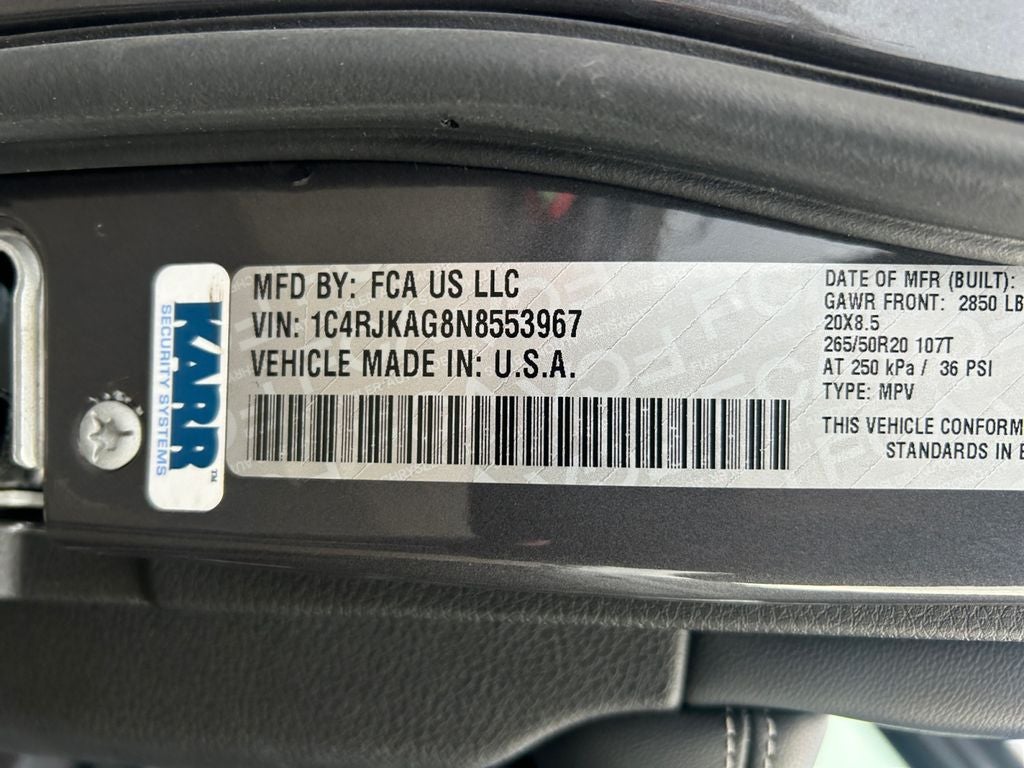 KARR™
SECURITY SYSTEMS
MFD BY: FCA US LLC
VIN: 1C4RJKAG8N8553967
VEHICLE MADE IN: U.S.A.
DATE OF MFR (BUILT):
GAWR FRONT: 2850 LB
20X8.5
265/50R20 107T
AT 250 kPa / 36 PSI
TYPE: MPV
THIS VEHICLE CONFORM
STANDARDS IN